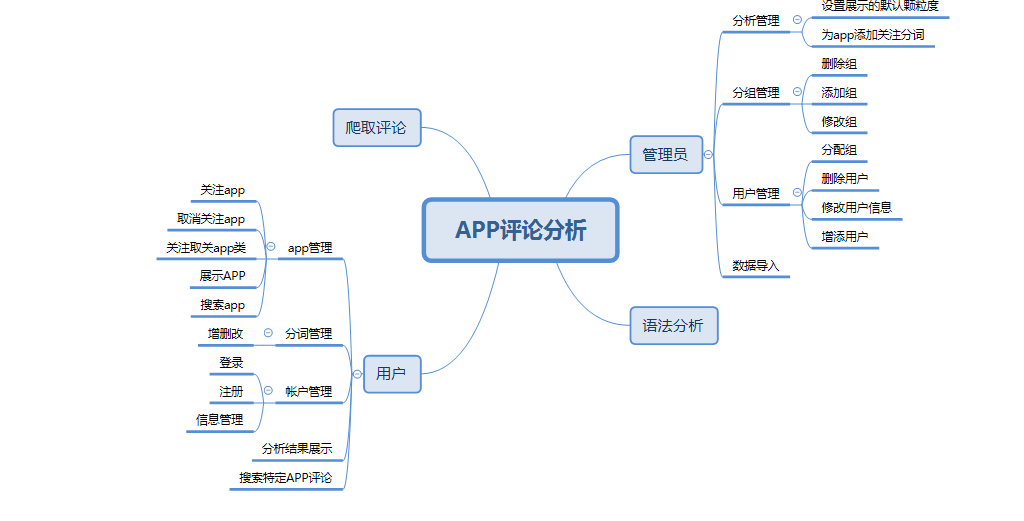 APP评论分析
管理员
分析管理
设置展示的默认颗粒度
为app添加关注分词
分组管理
删除组
添加组
修改组
用户管理
分配组
删除用户
修改用户信息
增添用户
数据导入
语法分析
爬取评论
用户
app管理
关注app
取消关注app
关注取关app类
展示APP
搜索app
分词管理
增删改
帐户管理
登录
注册
信息管理
分析结果展示
搜索特定APP评论